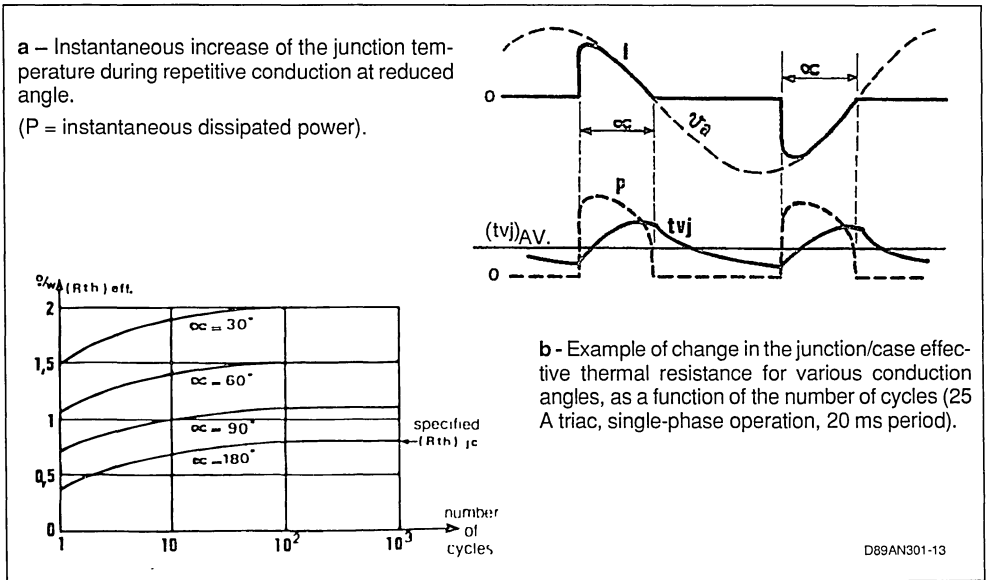 a – Instantaneous increase of the junction tem-
perature during repetitive conduction at reduced
angle.
(P = instantaneous dissipated power).
I
∝
0
∝
va
P
tvj
(tvj)AV.
0
°/w (Rth) eff.
2
∝ = 30°
1,5
∝ – 60°
1
∝ – 90°
specified
(Rth) jc
∝ – 180°
0,5
0
1
10
10²
10³
number
of
cycles
b - Example of change in the junction/case effec-
tive thermal resistance for various conduction
angles, as a function of the number of cycles (25
A triac, single-phase operation, 20 ms period).
D89AN301-13